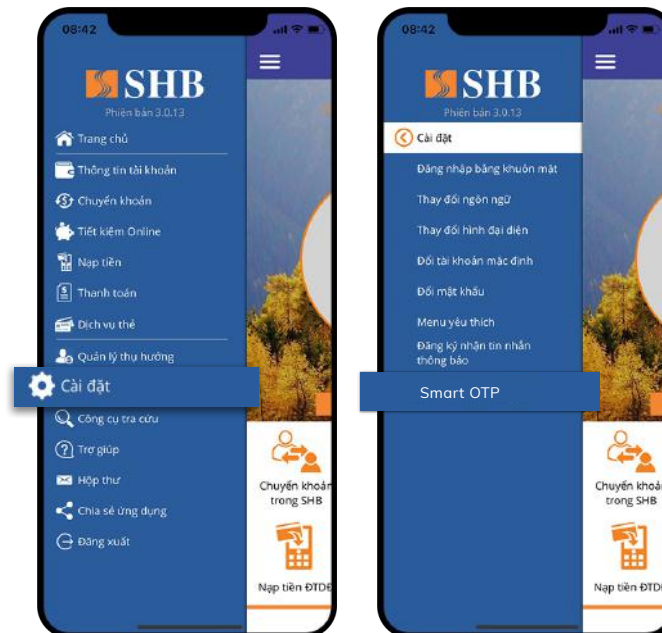 08:42
SHB
Phiên bản 3.0.13
Trang chủ
Thông tin tài khoản
Chuyển khoản
Tiết kiệm Online
Nạp tiền
Thanh toán
Dịch vụ thẻ
Quản lý thụ hưởng
Cài đặt
Công cụ tra cứu
Trợ giúp
Hộp thư
Chia sẻ ứng dụng
Đăng xuất
Chuyển khoản
trong SHB
Nạp tiền ĐTDĐ
08:42
SHB
Phiên bản 3.0.13
Cài đặt
Đăng nhập bằng khuôn mặt
Thay đổi ngôn ngữ
Thay đổi hình đại diện
Đổi tài khoản mặc định
Đổi mật khẩu
Menu yêu thích
Đăng ký nhận tin nhắn
thông báo
Smart OTP
Chuyển khoản
trong SHB
Nạp tiền ĐTDĐ